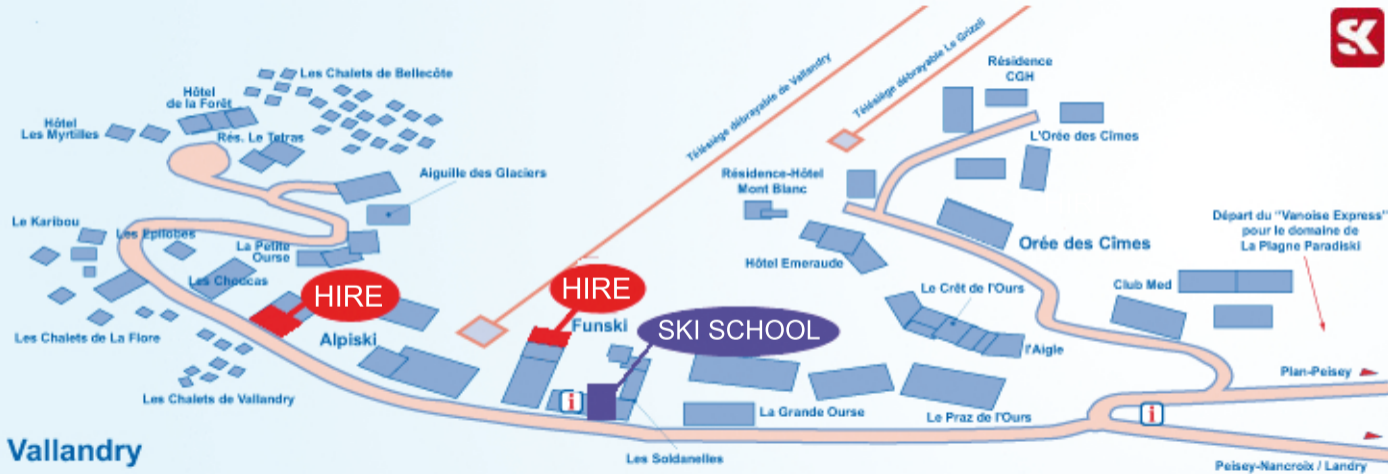 SK
Les Chalets de Bellecôte
Hôtel
de la Forêt
Hôtel
Les Myrtilles
Rés. Le Tetras
Aiguille des Glaciers
Télésiège débrayable de Vallandry
Télésiège débrayable Le Grizzli
Résidence
CGH
L'Orée des Cîmes
Résidence-Hôtel
Mont Blanc
Le Karibou
Les Epilobes
La Petite
Ourse
Les Choucas
HIRE
HIRE
Funski
SKI SCHOOL
Alpiski
Hôtel Emeraude
Orée des Cîmes
Départ du "Vanoise Express"
pour le domaine de
La Plagne Paradiski
Le Crêt de l'Ours
Club Med
l'Aigle
Les Chalets de La Flore
Les Chalets de Vallandry
i
La Grande Ourse
Le Praz de l'Ours
i
Plan-Peisey
Les Soldanelles
Peisey-Nancroix / Landry
Vallandry